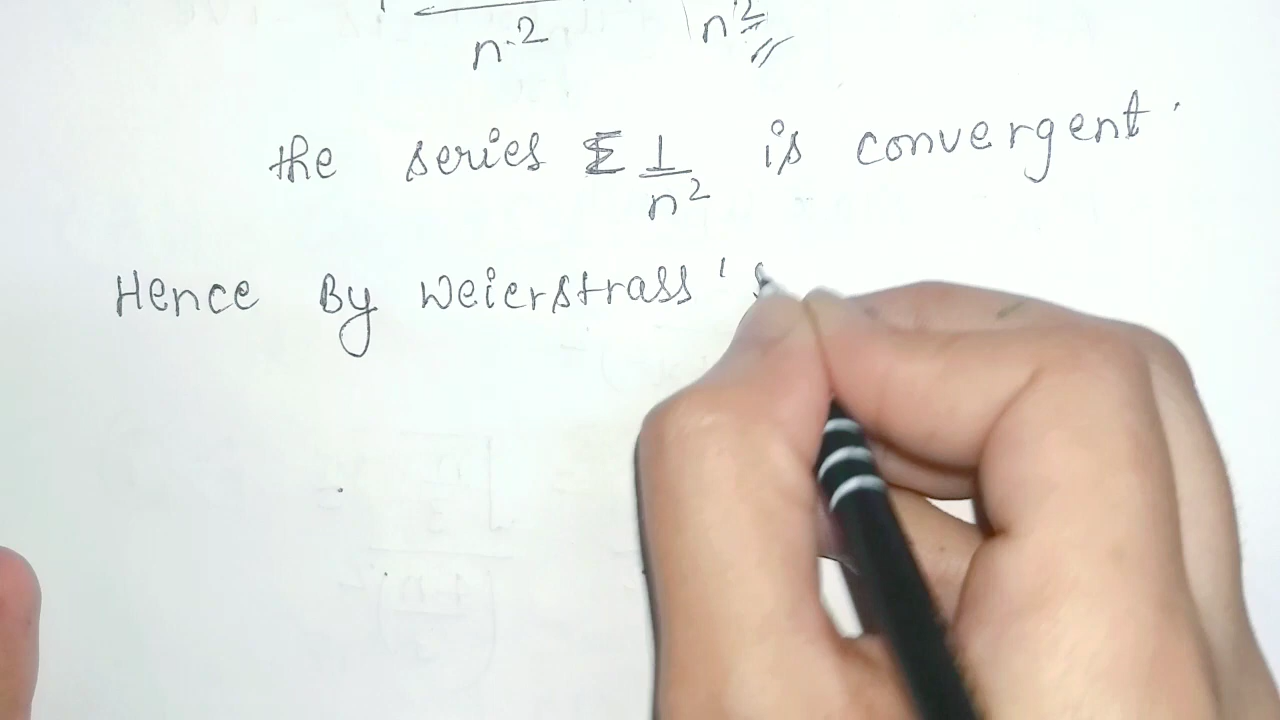 n² n²
the series Σ 1/n² is convergent.
Hence By Weierstrass's